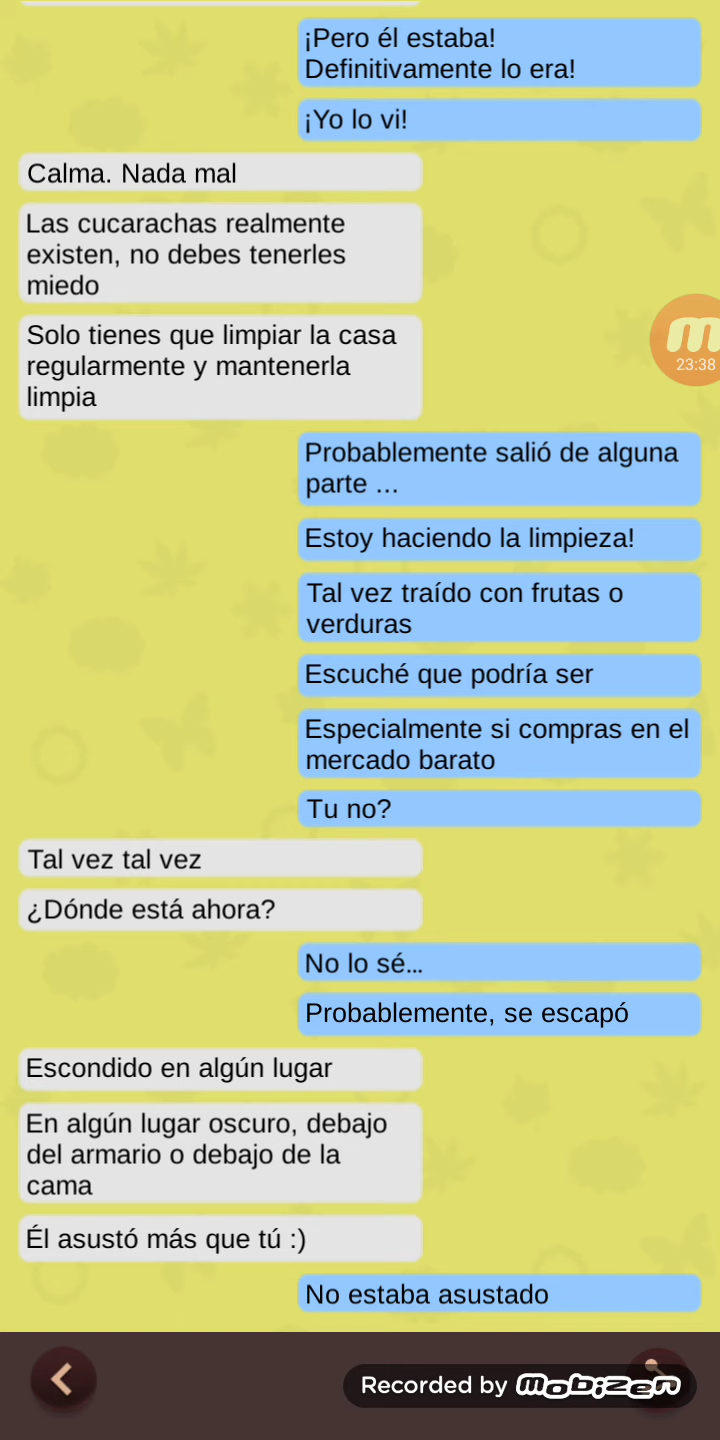 ¡Pero él estaba!
Definitivamente lo era!
¡Yo lo vi!
Calma. Nada mal
Las cucarachas realmente
existen, no debes tenerles
miedo
Solo tienes que limpiar la casa
regularmente y mantenerla
limpia
23:38
Probablemente salió de alguna
parte ...
Estoy haciendo la limpieza!
Tal vez traído con frutas o
verduras
Escuché que podría ser
Especialmente si compras en el
mercado barato
Tu no?
Tal vez tal vez
¿Dónde está ahora?
No lo sé...
Probablemente, se escapó
Escondido en algún lugar
En algún lugar oscuro, debajo
del armario o debajo de la
cama
Él asustó más que tú :)
No estaba asustado
Recorded by mobizen